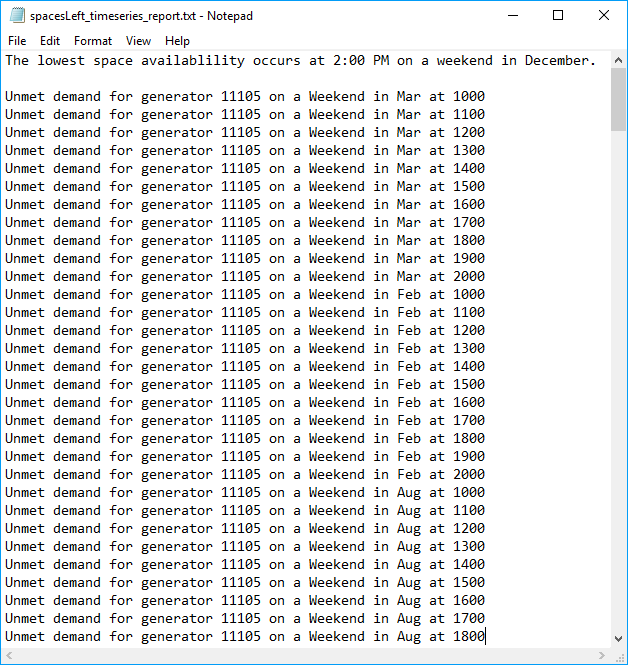 spacesLeft_timeseries_report.txt - Notepad
File Edit Format View Help
The lowest space availablility occurs at 2:00 PM on a weekend in December.
Unmet demand for generator 11105 on a Weekend in Mar at 1000
Unmet demand for generator 11105 on a Weekend in Mar at 1100
Unmet demand for generator 11105 on a Weekend in Mar at 1200
Unmet demand for generator 11105 on a Weekend in Mar at 1300
Unmet demand for generator 11105 on a Weekend in Mar at 1400
Unmet demand for generator 11105 on a Weekend in Mar at 1500
Unmet demand for generator 11105 on a Weekend in Mar at 1600
Unmet demand for generator 11105 on a Weekend in Mar at 1700
Unmet demand for generator 11105 on a Weekend in Mar at 1800
Unmet demand for generator 11105 on a Weekend in Mar at 1900
Unmet demand for generator 11105 on a Weekend in Mar at 2000
Unmet demand for generator 11105 on a Weekend in Feb at 1000
Unmet demand for generator 11105 on a Weekend in Feb at 1100
Unmet demand for generator 11105 on a Weekend in Feb at 1200
Unmet demand for generator 11105 on a Weekend in Feb at 1300
Unmet demand for generator 11105 on a Weekend in Feb at 1400
Unmet demand for generator 11105 on a Weekend in Feb at 1500
Unmet demand for generator 11105 on a Weekend in Feb at 1600
Unmet demand for generator 11105 on a Weekend in Feb at 1700
Unmet demand for generator 11105 on a Weekend in Feb at 1800
Unmet demand for generator 11105 on a Weekend in Feb at 1900
Unmet demand for generator 11105 on a Weekend in Feb at 2000
Unmet demand for generator 11105 on a Weekend in Aug at 1000
Unmet demand for generator 11105 on a Weekend in Aug at 1100
Unmet demand for generator 11105 on a Weekend in Aug at 1200
Unmet demand for generator 11105 on a Weekend in Aug at 1300
Unmet demand for generator 11105 on a Weekend in Aug at 1400
Unmet demand for generator 11105 on a Weekend in Aug at 1500
Unmet demand for generator 11105 on a Weekend in Aug at 1600
Unmet demand for generator 11105 on a Weekend in Aug at 1700
Unmet demand for generator 11105 on a Weekend in Aug at 1800